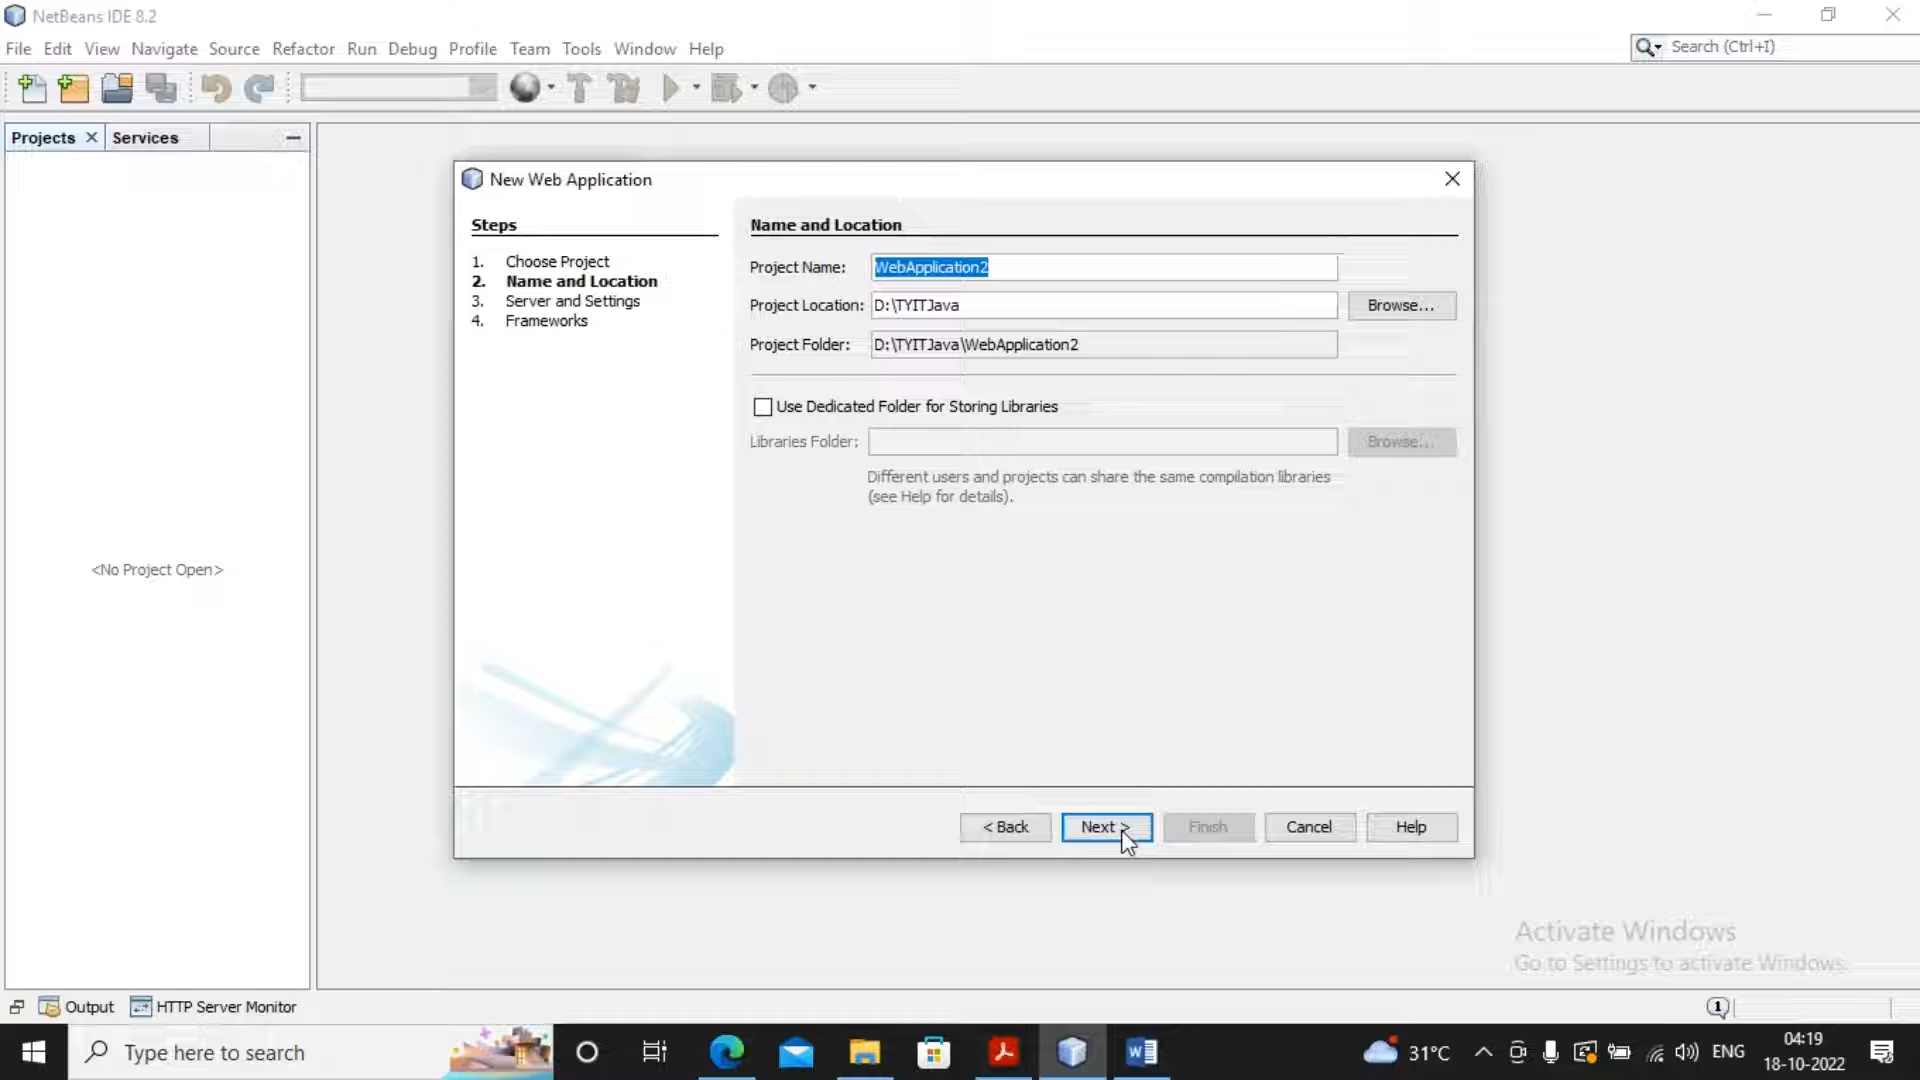 NetBeans IDE 8.2
File Edit View Navigate Source Refactor Run Debug Profile Team Tools Window Help
Search (Ctrl+I)
Projects Services
New Web Application
Steps
1. Choose Project
2. Name and Location
3. Server and Settings
4. Frameworks
Name and Location
Project Name: WebApplication2
Project Location: D:\TYITJava Browse...
Project Folder: D:\TYITJava\WebApplication2
Use Dedicated Folder for Storing Libraries
Libraries Folder: Browse...
Different users and projects can share the same compilation libraries
(see Help for details).
<No Project Open>
< Back Next > Finish Cancel Help
Activate Windows
Go to Settings to activate Windows.
Output HTTP Server Monitor
1
Type here to search
31°C
ENG
04:19
18-10-2022